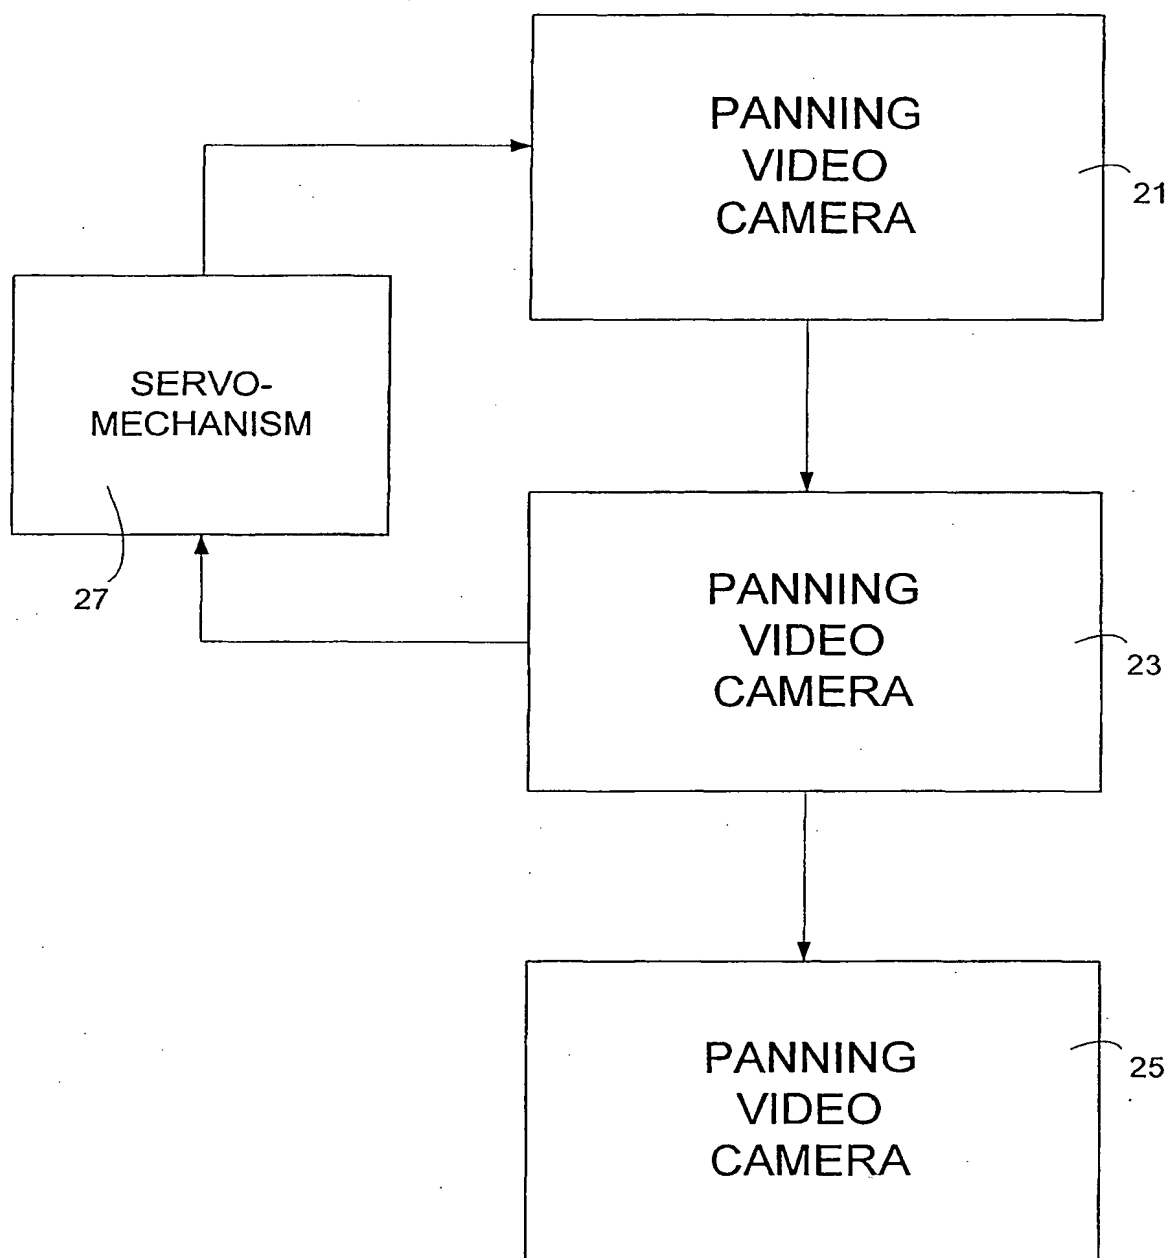 PANNING
VIDEO
CAMERA
21
SERVO-
MECHANISM
27
PANNING
VIDEO
CAMERA
23
PANNING
VIDEO
CAMERA
25